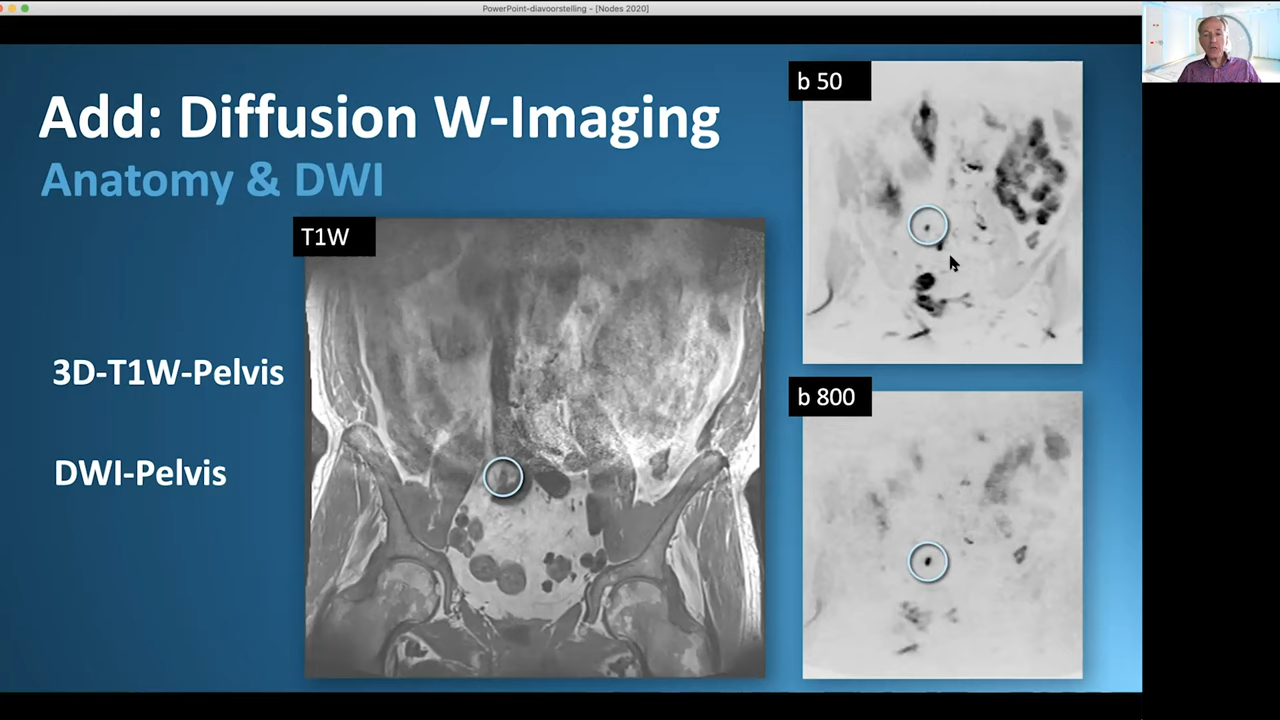 PowerPoint-diavoorstelling - [Nodes 2020]
Add: Diffusion W-Imaging
Anatomy & DWI
b 50
T1W
3D-T1W-Pelvis
b 800
DWI-Pelvis